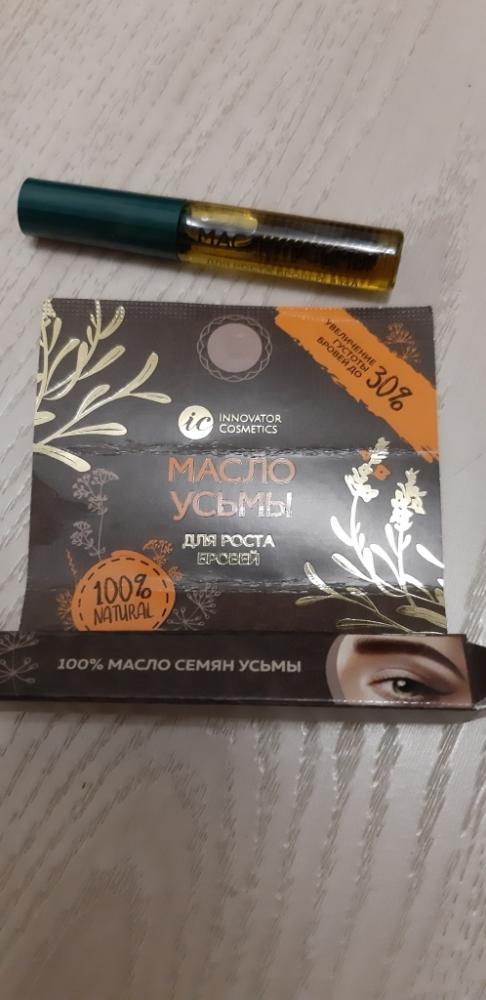 УВЕЛИЧЕНИЕ
ГУСТОТЫ
БРОВЕЙ ДО
30%
ic
INNOVATOR
COSMETICS
МАСЛО
УСЬМЫ
ДЛЯ РОСТА
БРОВЕЙ
100%
NATURAL
100% МАСЛО СЕМЯН УСЬМЫ